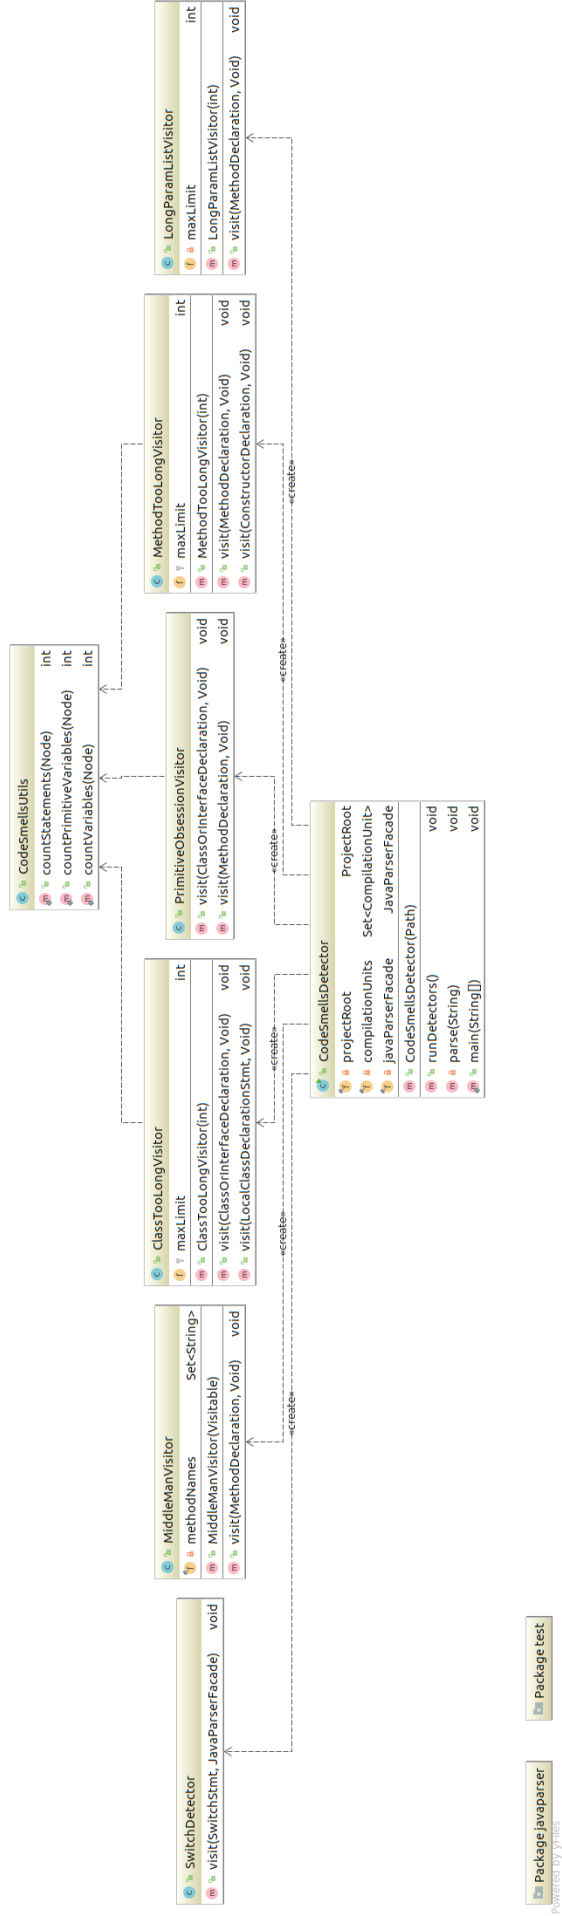 CodeSmellsUtils
countStatements(Node) int
countPrimitiveVariables(Node) int
countVariables(Node) int
SwitchDetector
visit(SwitchStmt, JavaParserFacade) void
MiddleManVisitor
methodNames Set<String>
MiddleManVisitor(Visitable)
visit(MethodDeclaration, Void) void
ClassTooLongVisitor
maxLimit int
ClassTooLongVisitor(int)
visit(ClassOrInterfaceDeclaration, Void) void
visit(LocalClassDeclarationStmt, Void) void
PrimitiveObsessionVisitor
visit(ClassOrInterfaceDeclaration, Void) void
visit(MethodDeclaration, Void) void
MethodTooLongVisitor
maxLimit int
MethodTooLongVisitor(int)
visit(MethodDeclaration, Void) void
visit(ConstructorDeclaration, Void) void
LongParamListVisitor
maxLimit int
LongParamListVisitor(int)
visit(MethodDeclaration, Void) void
«create»
«create»
«create»
«create»
«create»
«create»
CodeSmellsDetector
projectRoot ProjectRoot
compilationUnits Set<CompilationUnit>
javaParserFacade JavaParserFacade
CodeSmellsDetector(Path)
runDetectors() void
parse(String) void
main(String[]) void
Package javaparser
Package test
Powered by yFiles